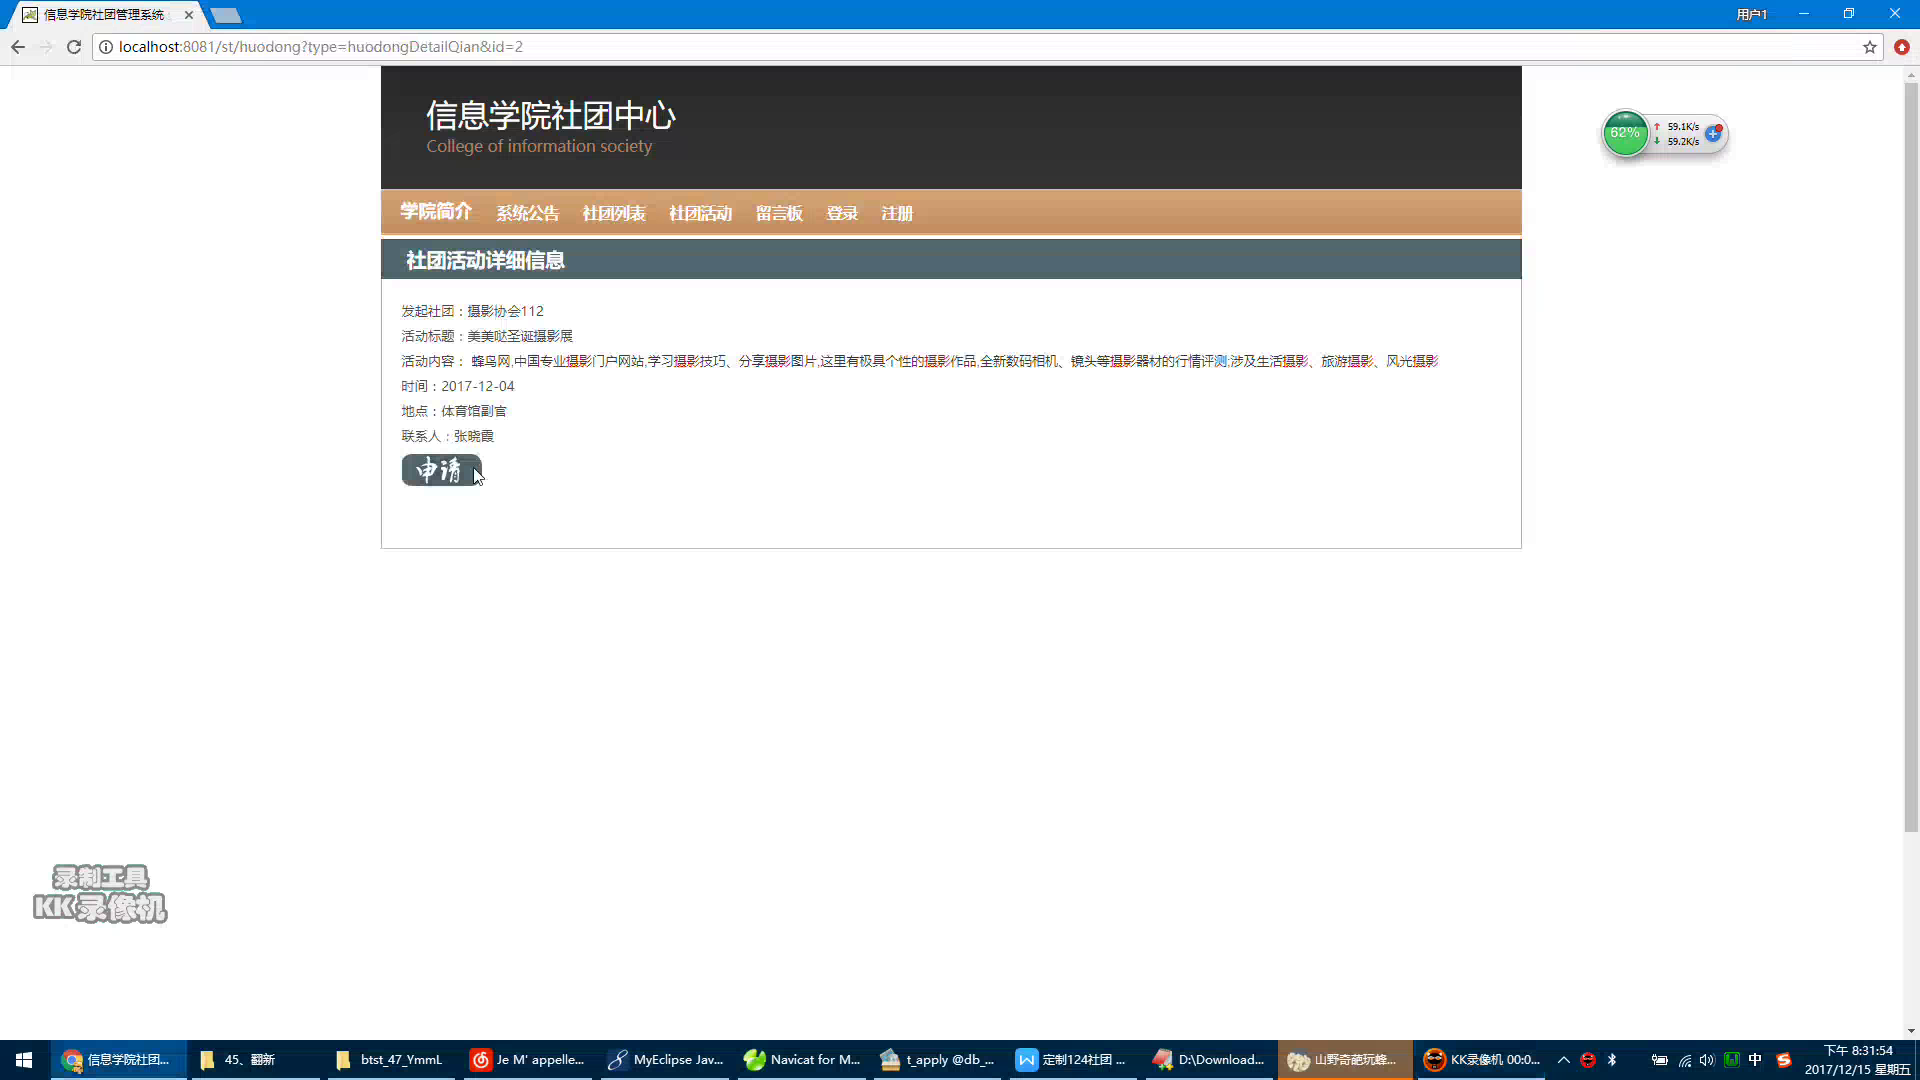 信息学院社团管理系统
用户1
localhost:8081/st/huodong?type=huodongDetailQian&id=2
信息学院社团中心
College of information society
62%
59.1K/s
59.2K/s
学院简介 系统公告 社团列表 社团活动 留言板 登录 注册
社团活动详细信息
发起社团：摄影协会112
活动标题：美美哒圣诞摄影展
活动内容： 蜂鸟网,中国专业摄影门户网站,学习摄影技巧、分享摄影图片,这里有极具个性的摄影作品,全新数码相机、镜头等摄影器材的行情评测;涉及生活摄影、旅游摄影、风光摄影
时间：2017-12-04
地点：体育馆副官
联系人：张晓霞
申请
录制工具
KK录像机
信息学院社团... 45、翻新 btst_47_YmmL Je M' appelle... MyEclipse Jav... Navicat for M... t_apply @db_... 定制124社团 ... D:\Download... 山野奇葩玩蜂... KK录像机 00:0... 中
下午 8:31:54
2017/12/15 星期五